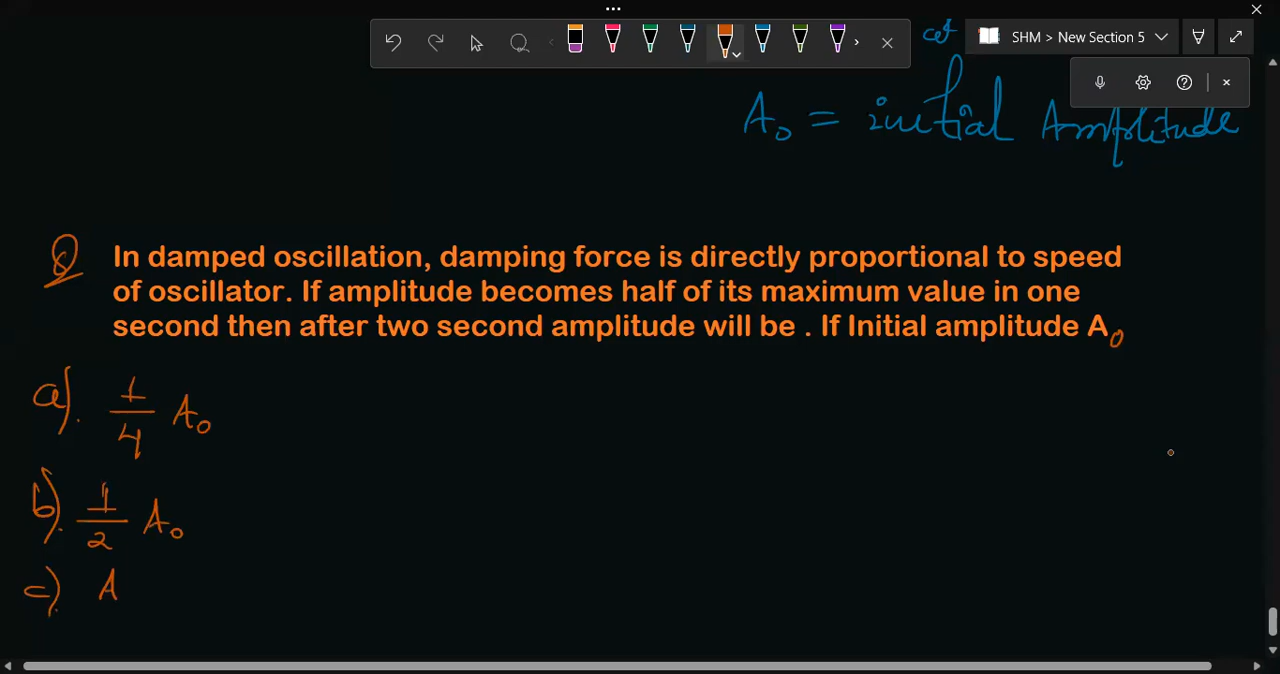 SHM > New Section 5
A₀ = initial Amplitude
Q In damped oscillation, damping force is directly proportional to speed
of oscillator. If amplitude becomes half of its maximum value in one
second then after two second amplitude will be . If Initial amplitude A₀
a). 1/4 A₀
b). 1/2 A₀
c). A